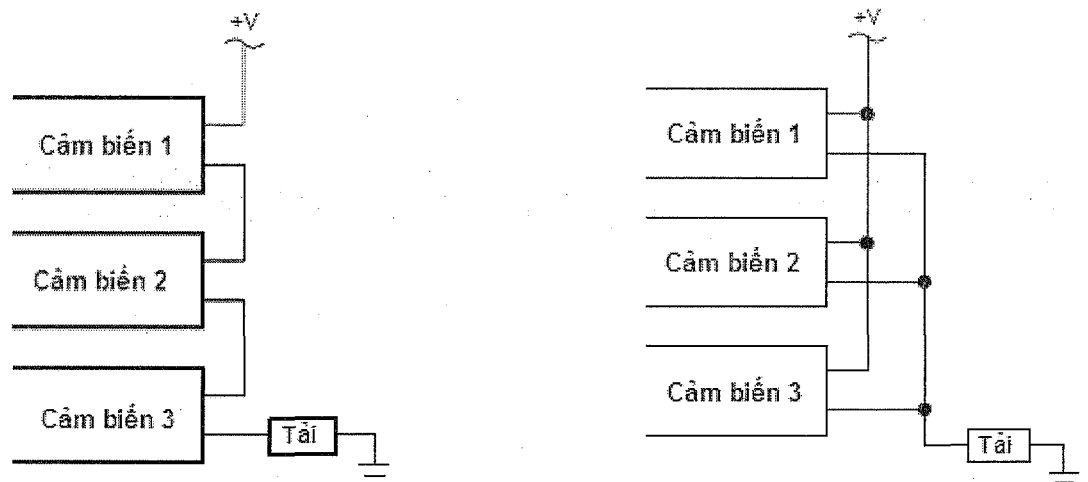 +V
Cảm biến 1
Cảm biến 2
Cảm biến 3
Tải
+V
Cảm biến 1
Cảm biến 2
Cảm biến 3
Tải